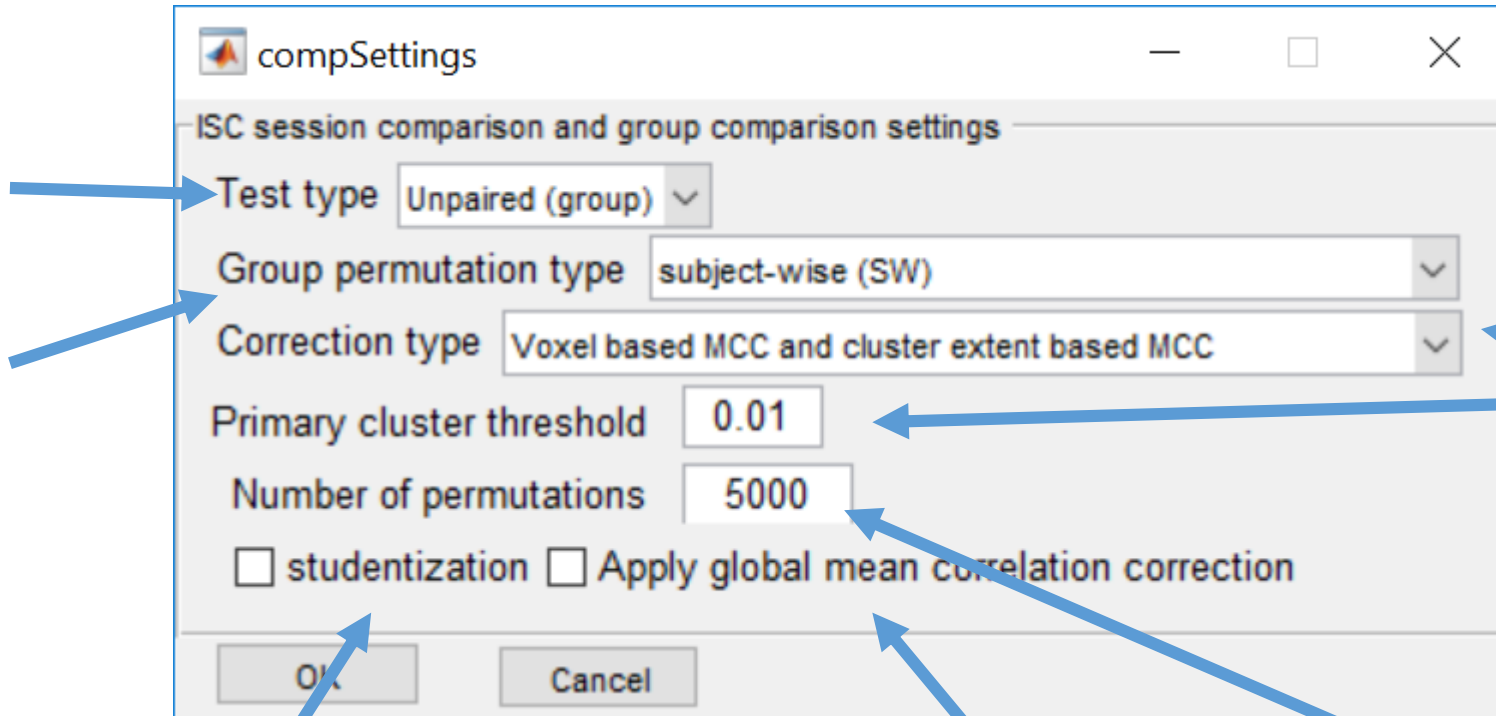 compSettings
ISC session comparison and group comparison settings
Test type Unpaired (group)
Group permutation type subject-wise (SW)
Correction type Voxel based MCC and cluster extent based MCC
Primary cluster threshold 0.01
Number of permutations 5000
studentization Apply global mean correlation correction
OK Cancel